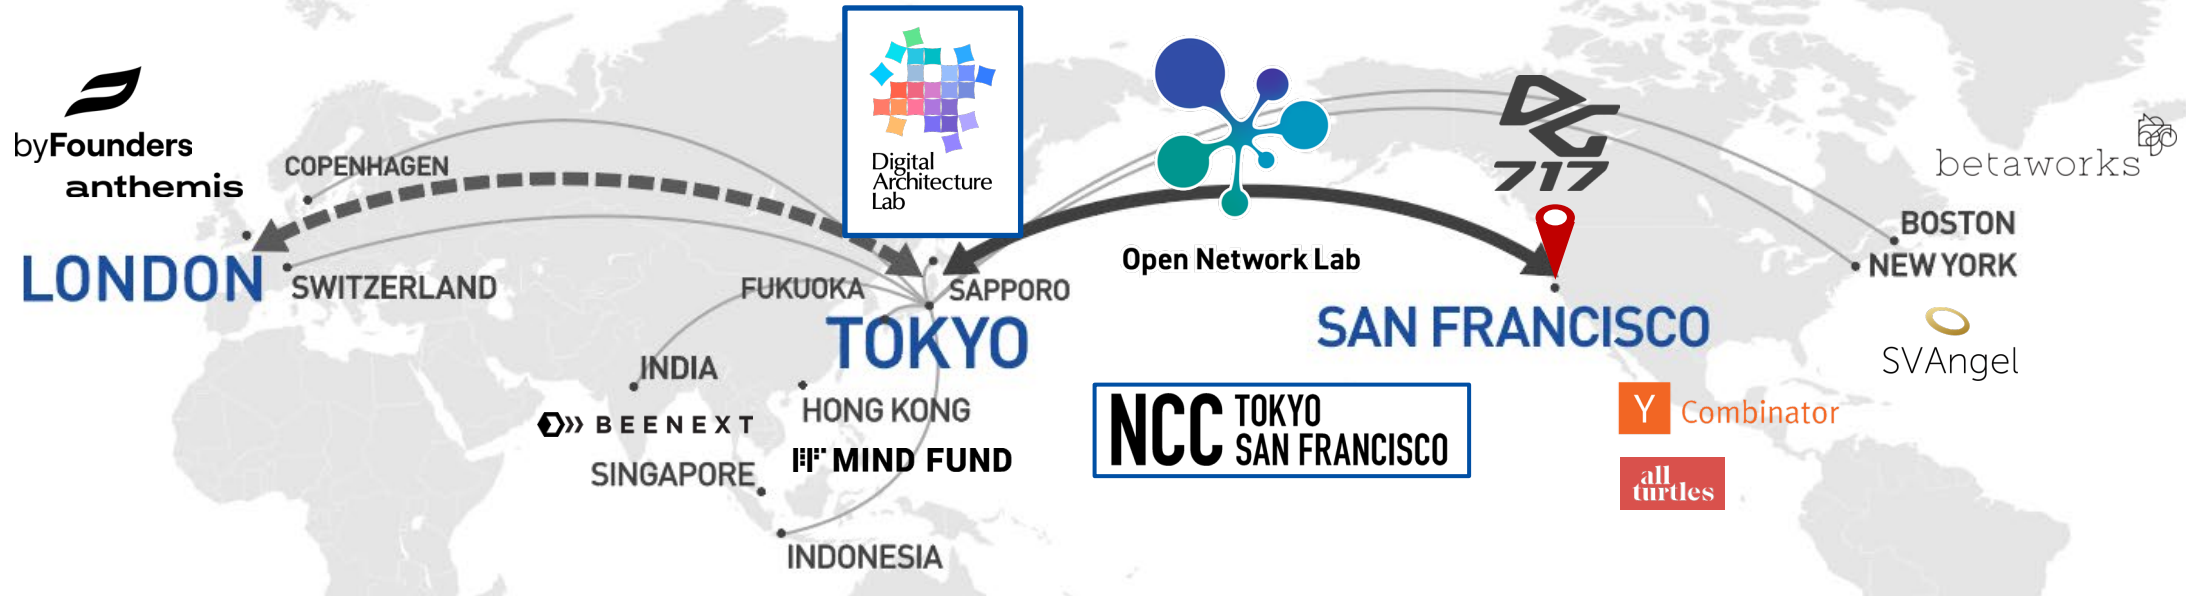 byFounders
anthemis
COPENHAGEN
LONDON
SWITZERLAND
Digital
Architecture
Lab
FUKUOKA
SAPPORO
TOKYO
INDIA
BEENEXT
HONG KONG
MIND FUND
SINGAPORE
INDONESIA
Open Network Lab
DG
717
SAN FRANCISCO
NCC TOKYO
SAN FRANCISCO
betaworks
BOSTON
NEW YORK
SVAngel
Y Combinator
all
turtles